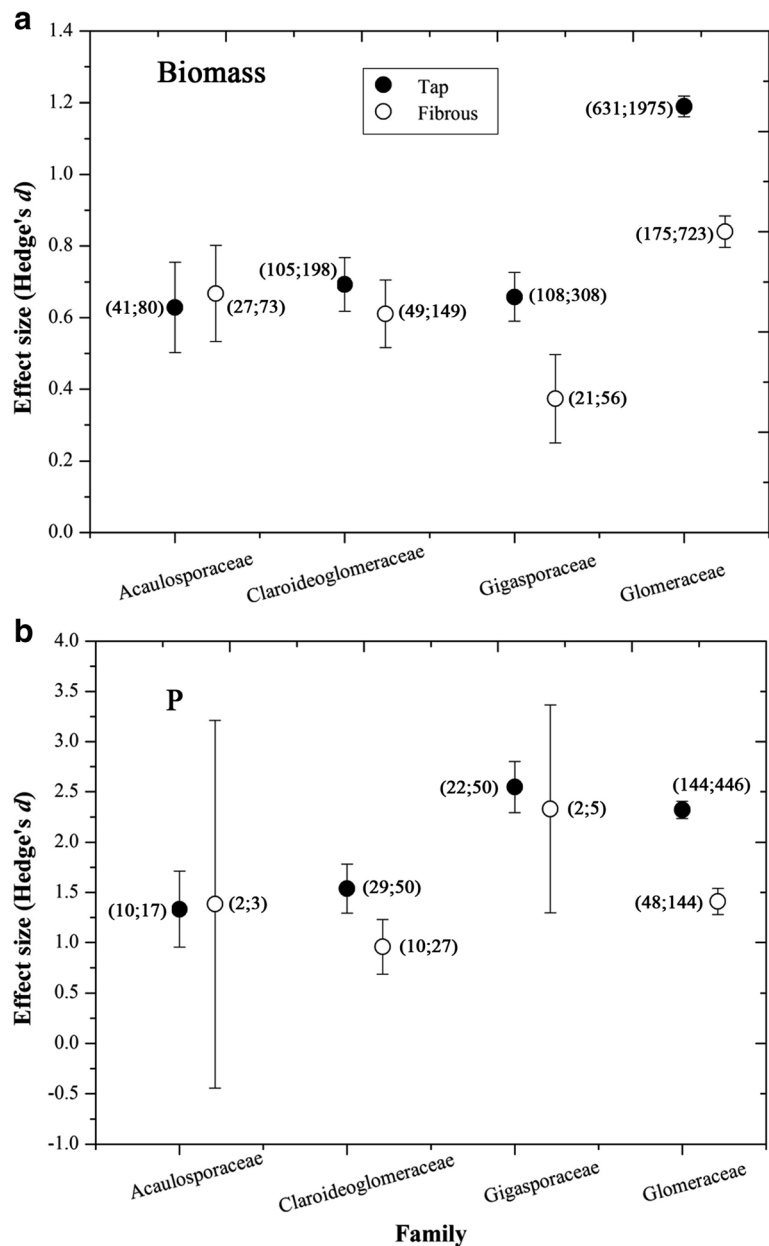 a
1.4
1.2
1.0
0.8
0.6
0.4
0.2
0.0
Effect size (Hedge's d)
Biomass
Tap
Fibrous
(631;1975)
(175;723)
(105;198)
(41;80)
(27;73)
(49;149)
(108;308)
(21;56)
Acaulosporaceae
Claroideoglomeraceae
Gigasporaceae
Glomeraceae
b
4.0
3.5
3.0
2.5
2.0
1.5
1.0
0.5
0.0
-0.5
-1.0
Effect size (Hedge's d)
P
(22;50)
(144;446)
(2;5)
(10;17)
(2;3)
(29;50)
(48;144)
(10;27)
Acaulosporaceae
Claroideoglomeraceae
Gigasporaceae
Glomeraceae
Family